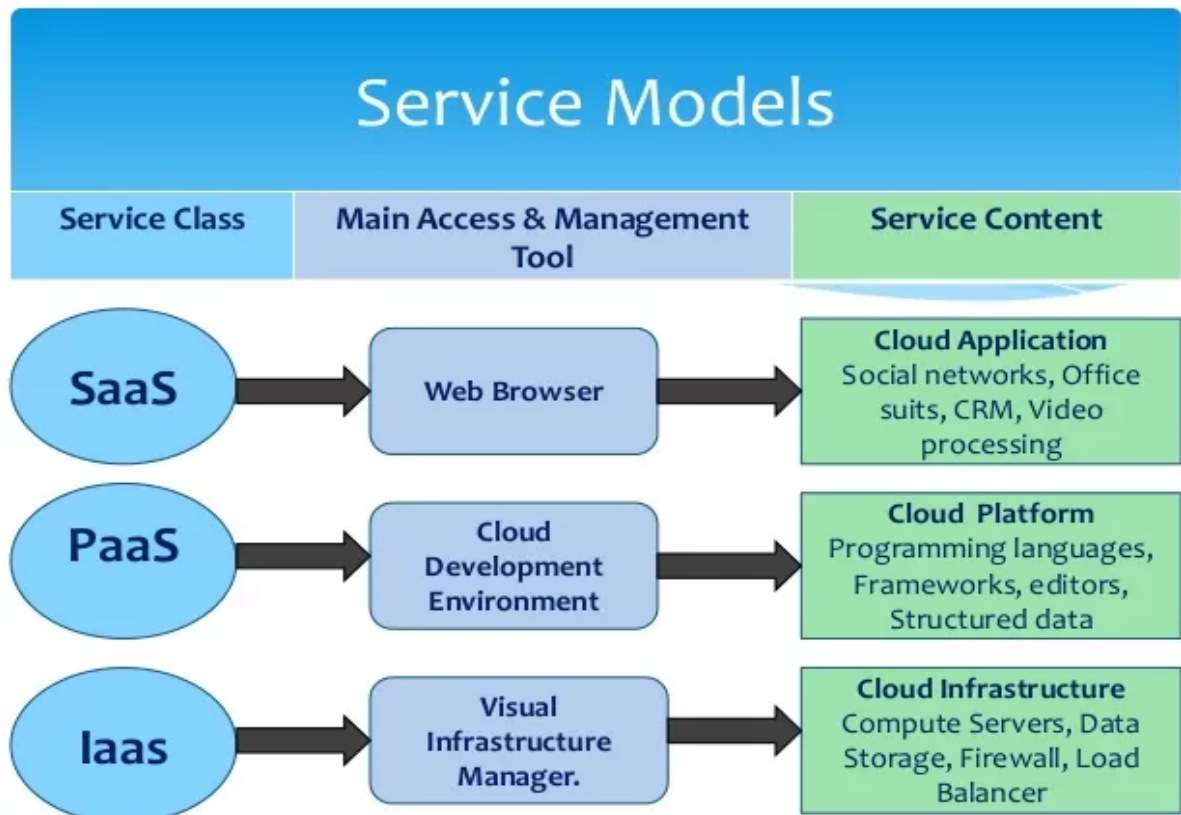 Service Models
Service Class
Main Access & Management
Tool
Service Content
SaaS
Web Browser
Cloud Application
Social networks, Office
suits, CRM, Video
processing
PaaS
Cloud
Development
Environment
Cloud Platform
Programming languages,
Frameworks, editors,
Structured data
Iaas
Visual
Infrastructure
Manager.
Cloud Infrastructure
Compute Servers, Data
Storage, Firewall, Load
Balancer